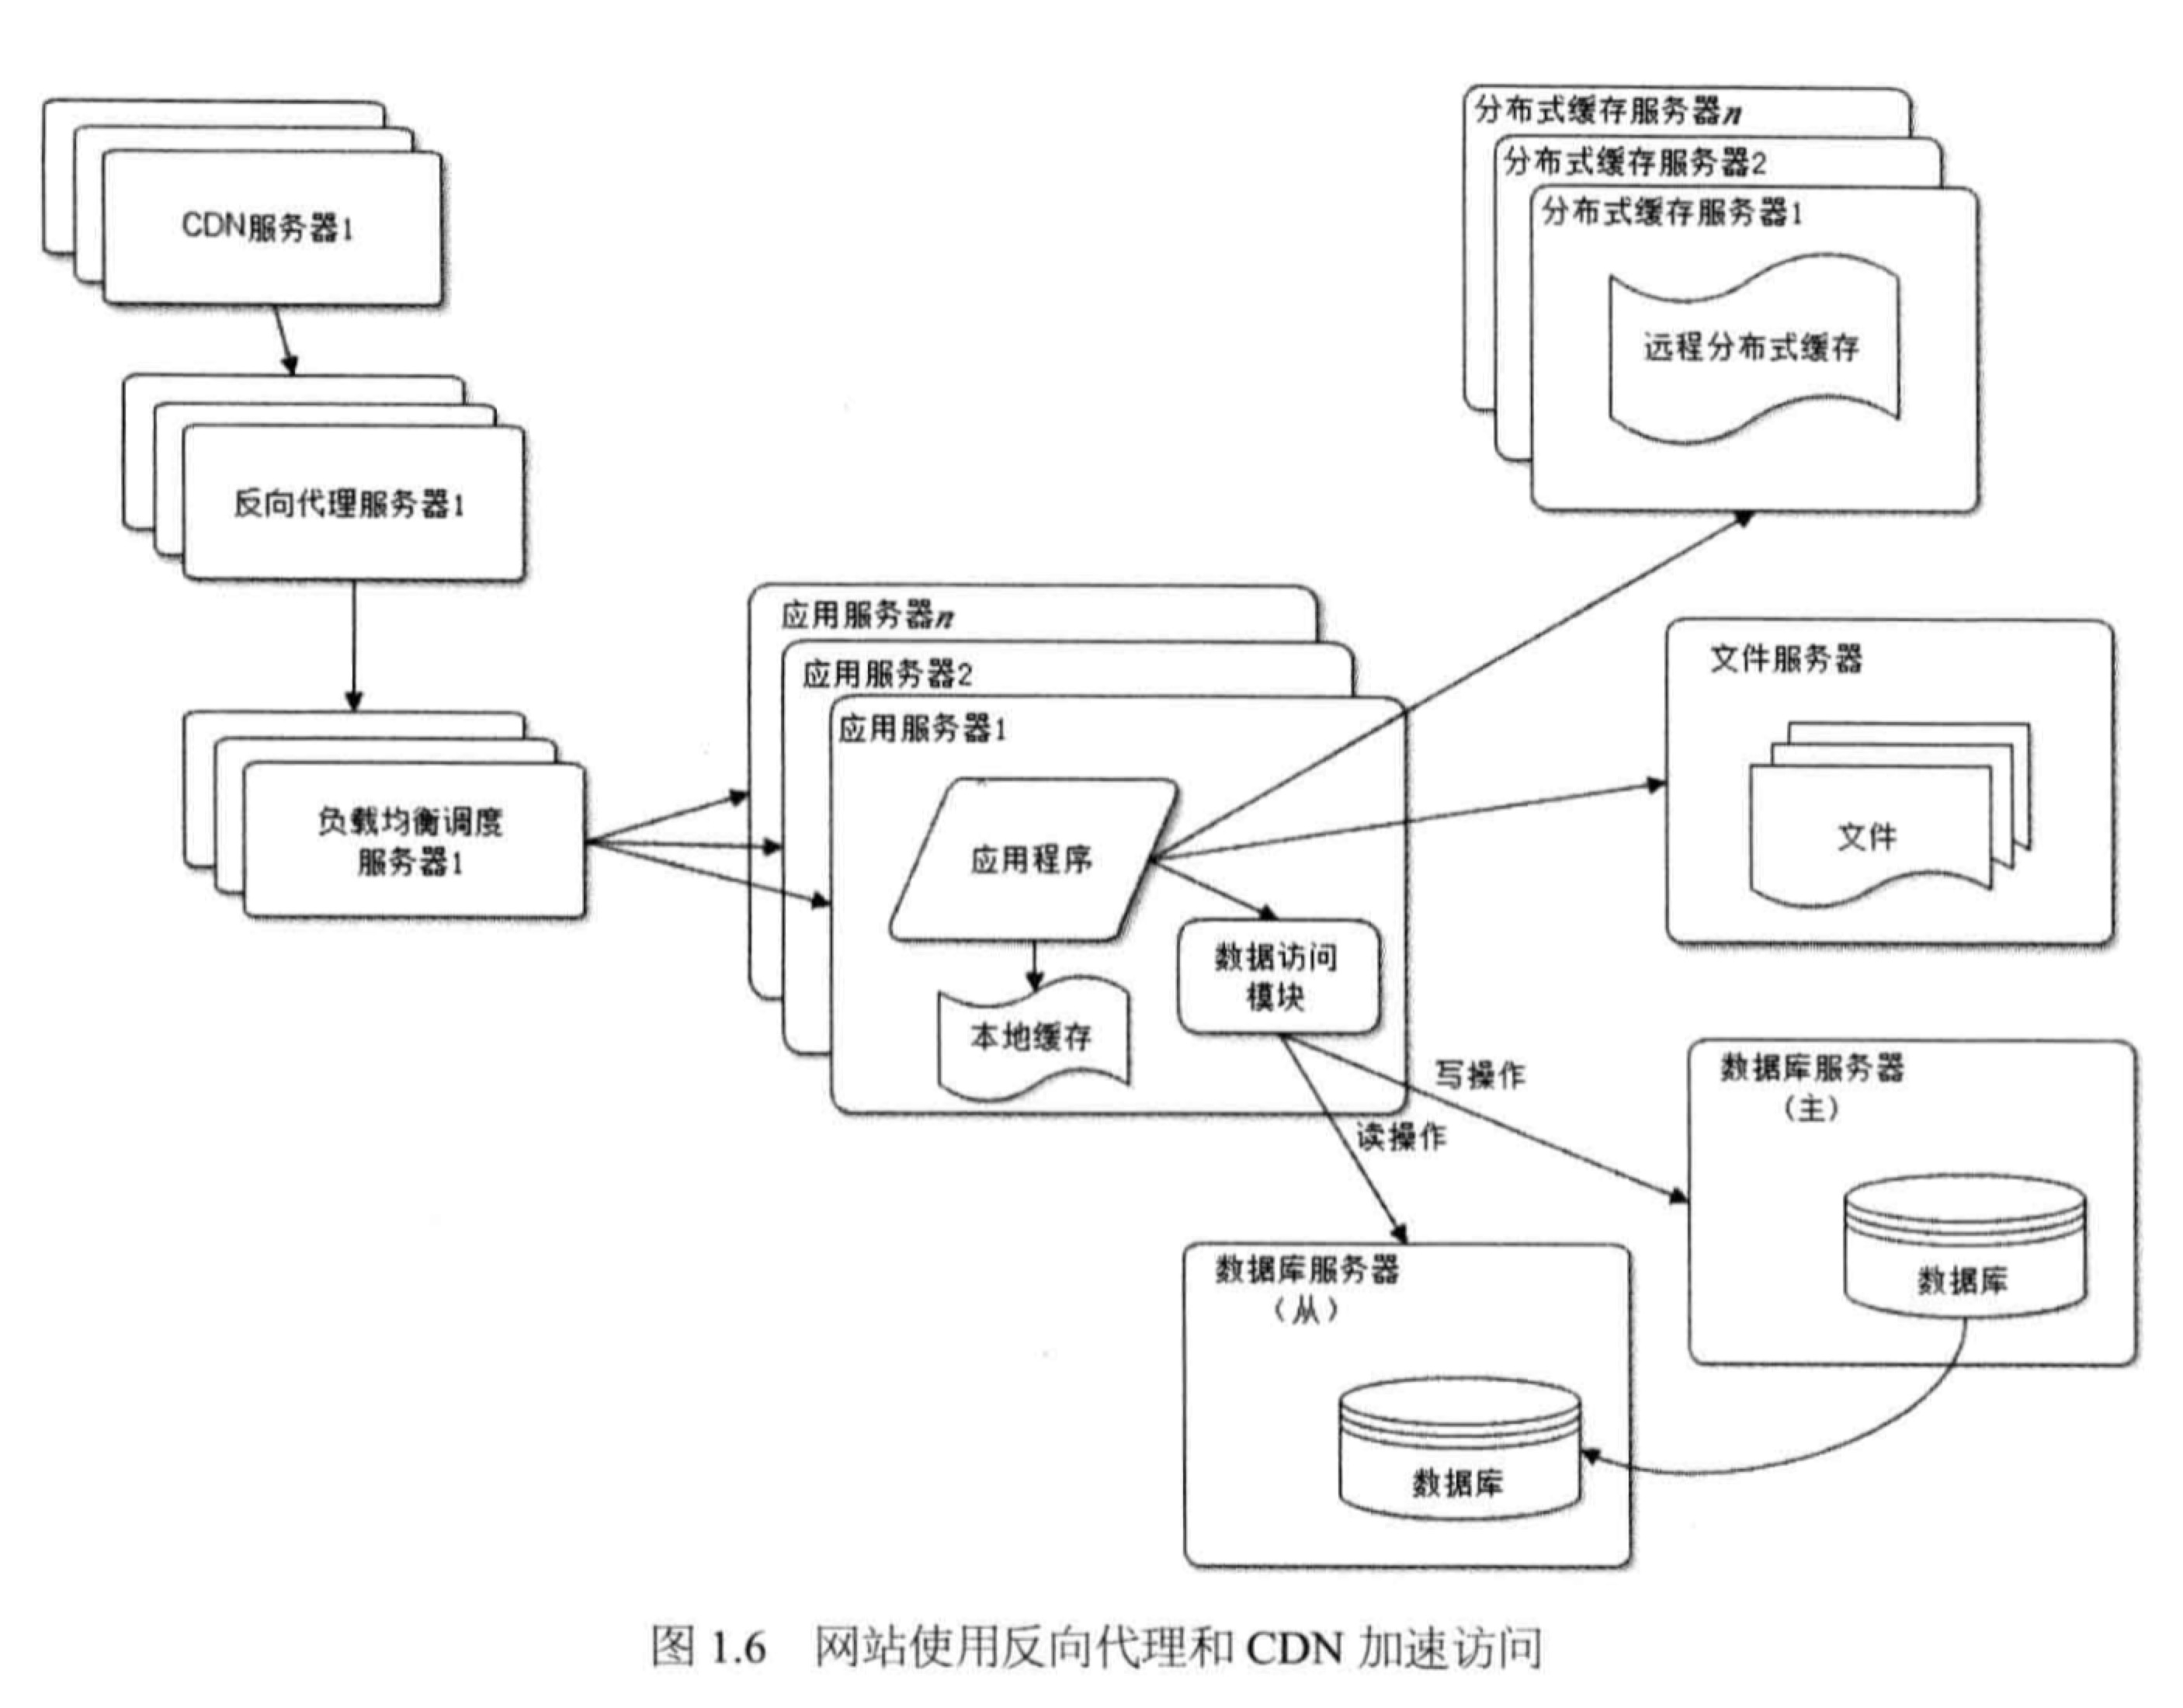 CDN服务器1
反向代理服务器1
负载均衡调度
服务器1
应用服务器n
应用服务器2
应用服务器1
应用程序
本地缓存
数据访问
模块
分布式缓存服务器n
分布式缓存服务器2
分布式缓存服务器1
远程分布式缓存
文件服务器
文件
写操作
读操作
数据库服务器
（主）
数据库
数据库服务器
（从）
数据库
图 1.6　网站使用反向代理和 CDN 加速访问